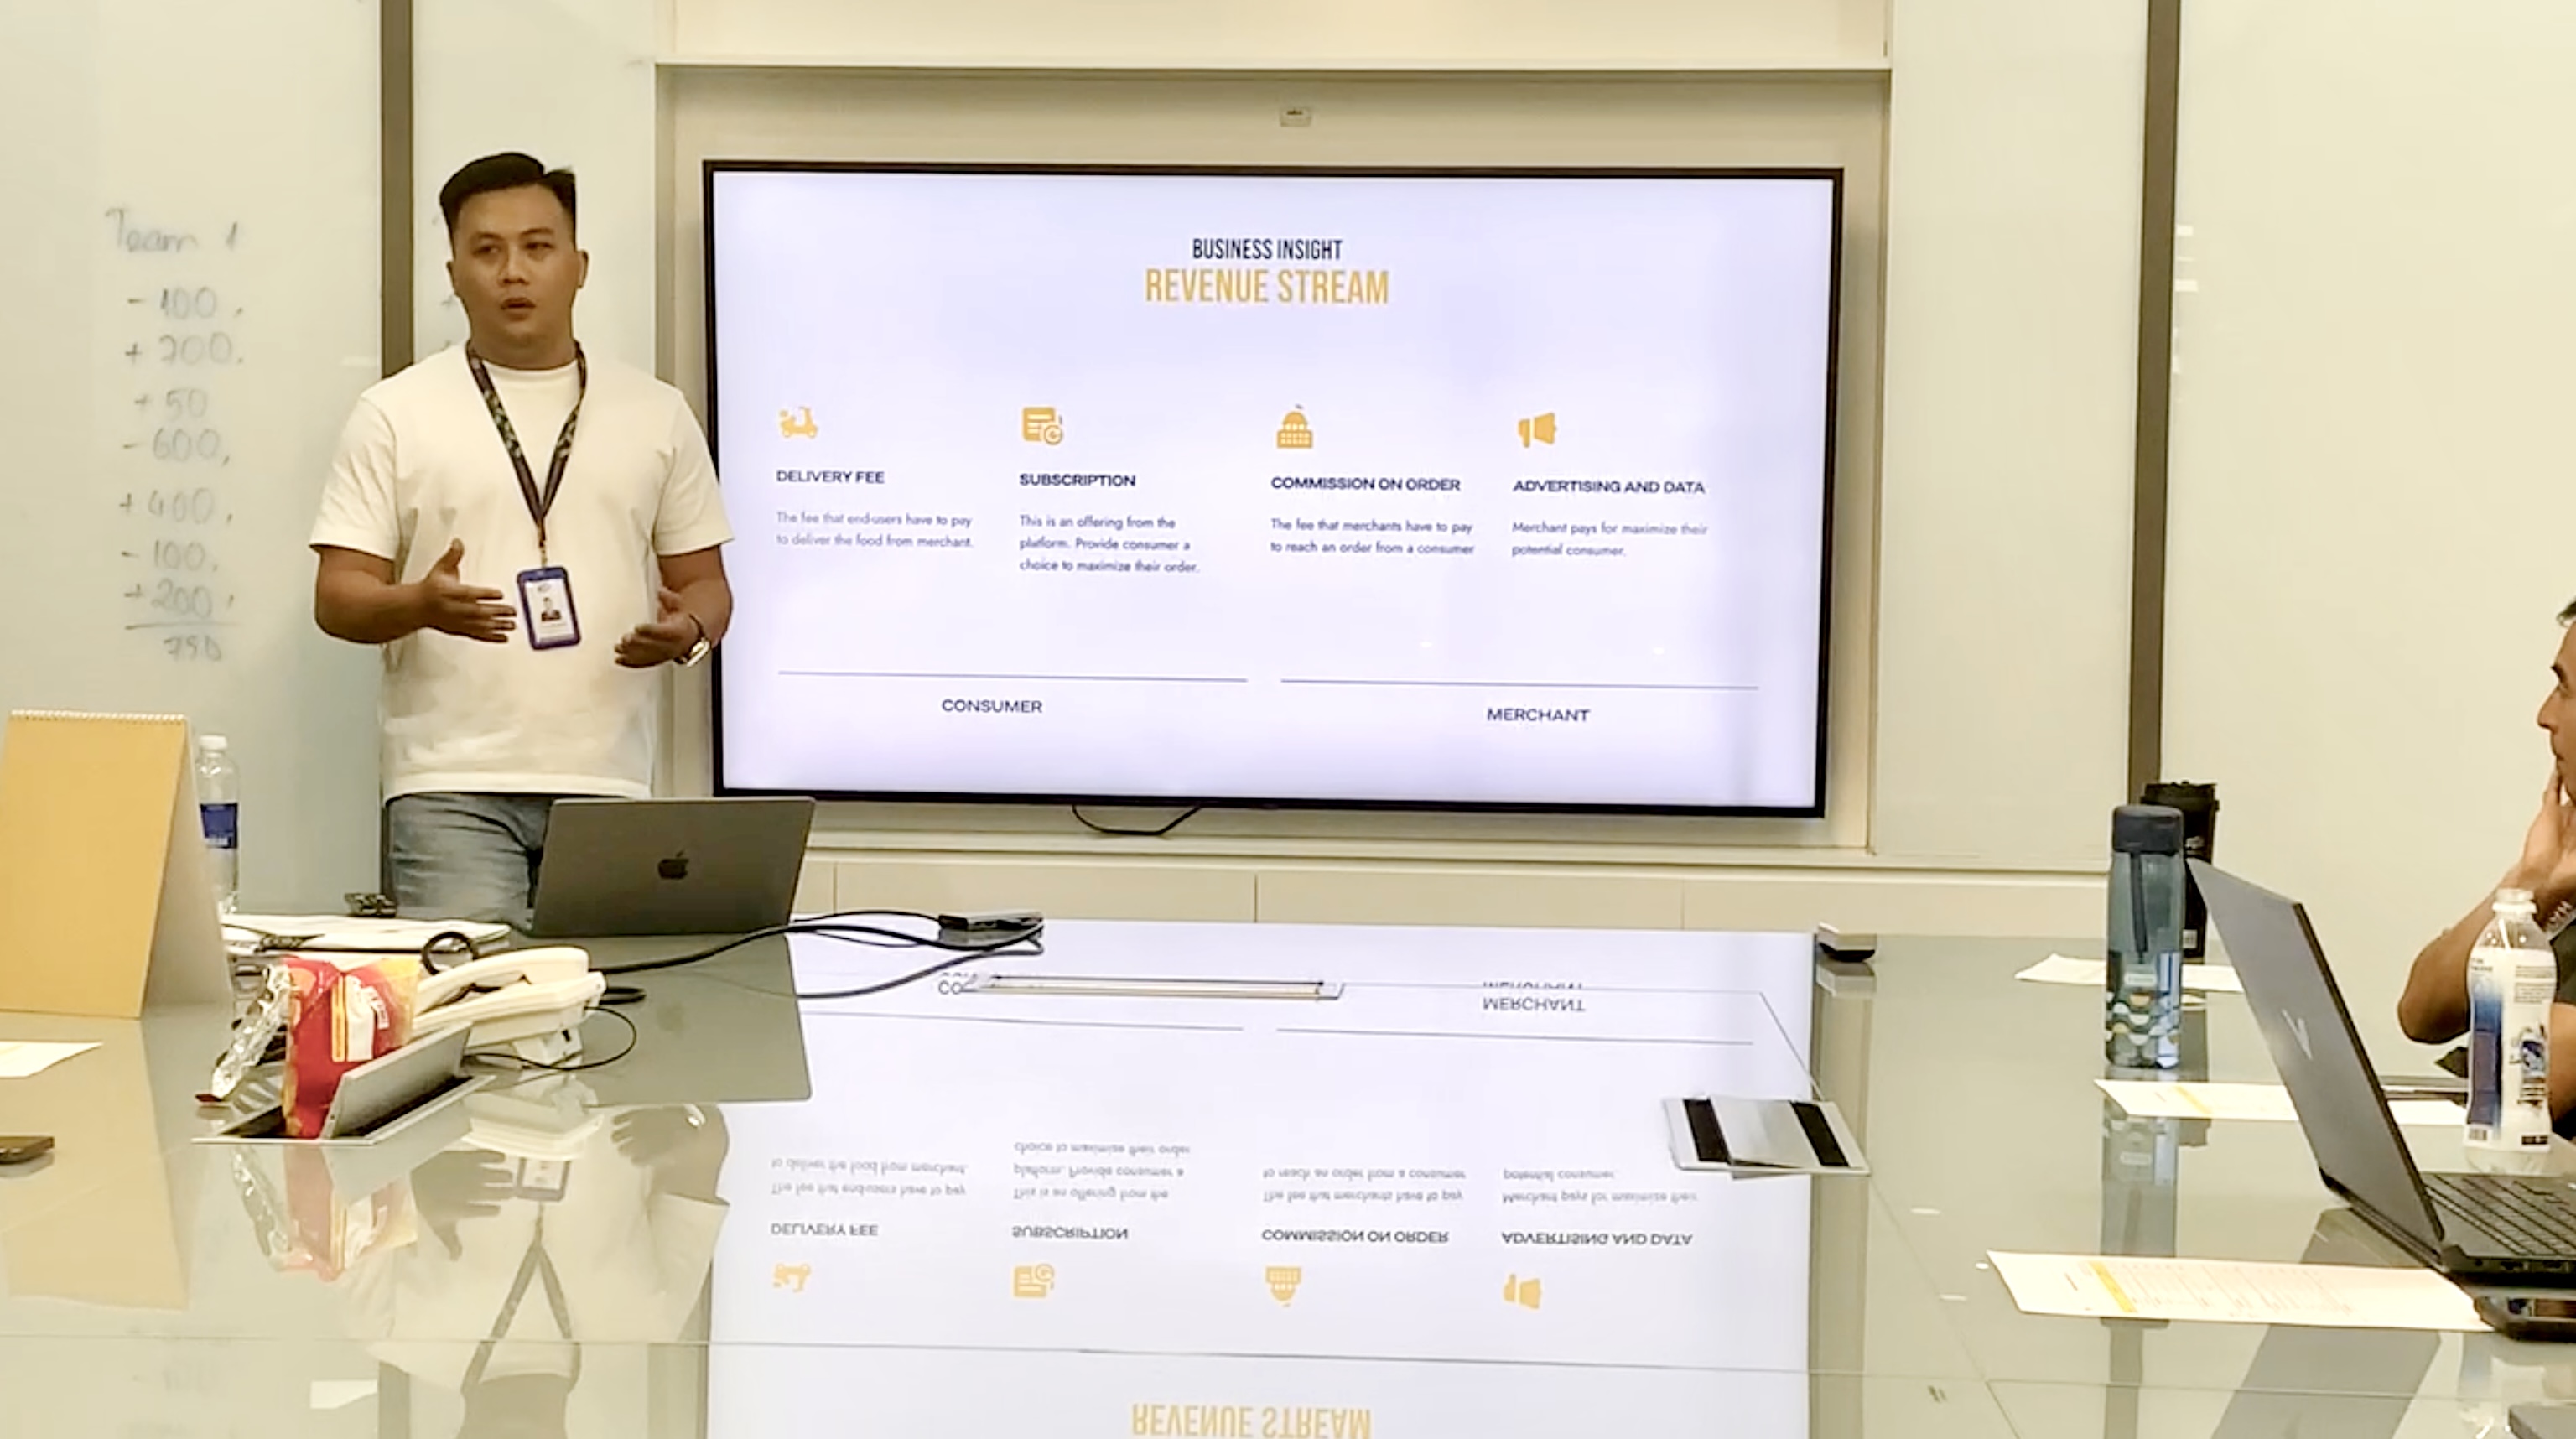 Team 1
- 100,
+ 700,
+ 50
- 600,
+ 400,
- 100,
+ 200,
750
BUSINESS INSIGHT
REVENUE STREAM
DELIVERY FEE
The fee that end-users have to pay
to deliver the food from merchant.
SUBSCRIPTION
This is an offering from the
platform. Provide consumer a
choice to maximize their order.
COMMISSION ON ORDER
The fee that merchants have to pay
to reach an order from a consumer
ADVERTISING AND DATA
Merchant pays for maximize their
potential consumer.
CONSUMER
MERCHANT